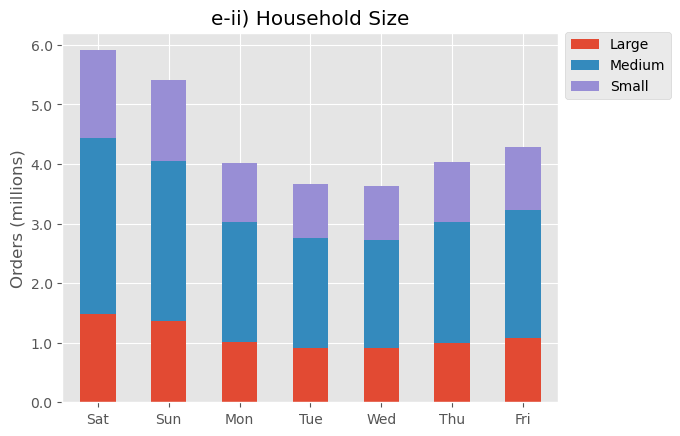 e-ii) Household Size
Large
Medium
Small
Orders (millions)
6.0
5.0
4.0
3.0
2.0
1.0
0.0
Sat Sun Mon Tue Wed Thu Fri